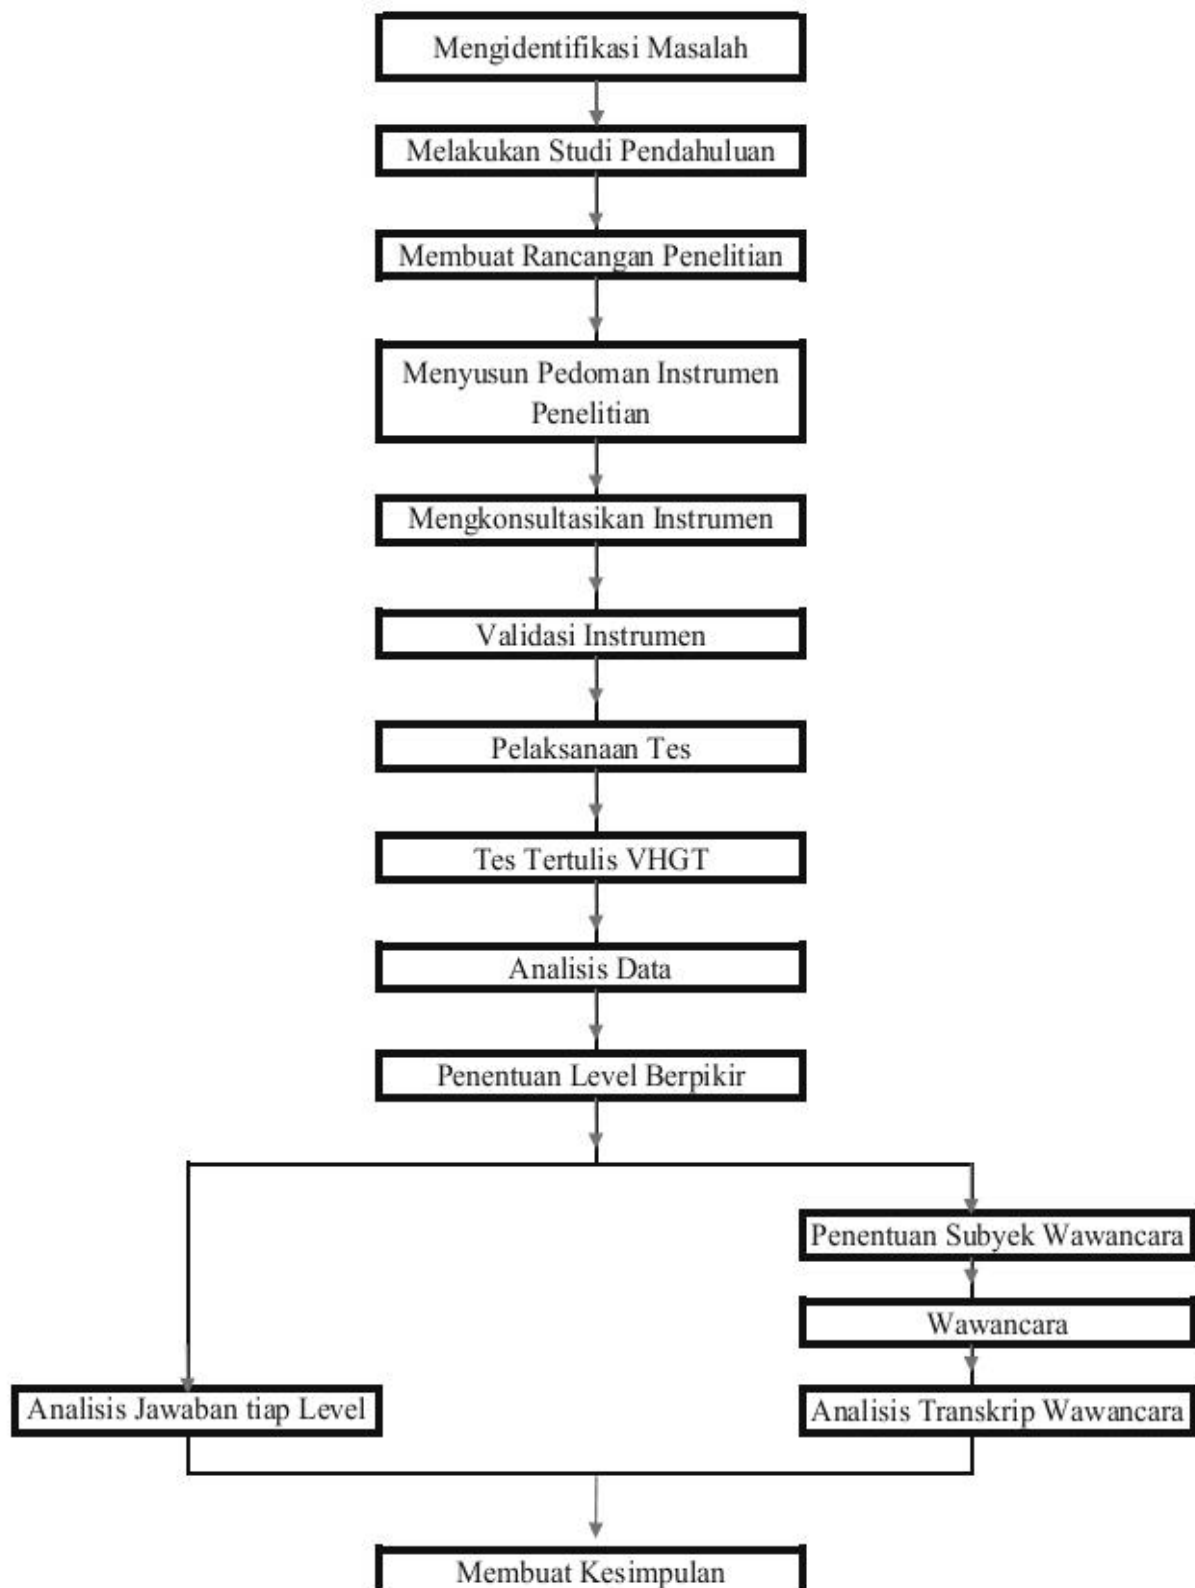 Mengidentifikasi Masalah
Melakukan Studi Pendahuluan
Membuat Rancangan Penelitian
Menyusun Pedoman Instrumen
Penelitian
Mengkonsultasikan Instrumen
Validasi Instrumen
Pelaksanaan Tes
Tes Tertulis VHGT
Analisis Data
Penentuan Level Berpikir
Penentuan Subyek Wawancara
Wawancara
Analisis Jawaban tiap Level
Analisis Transkrip Wawancara
Membuat Kesimpulan